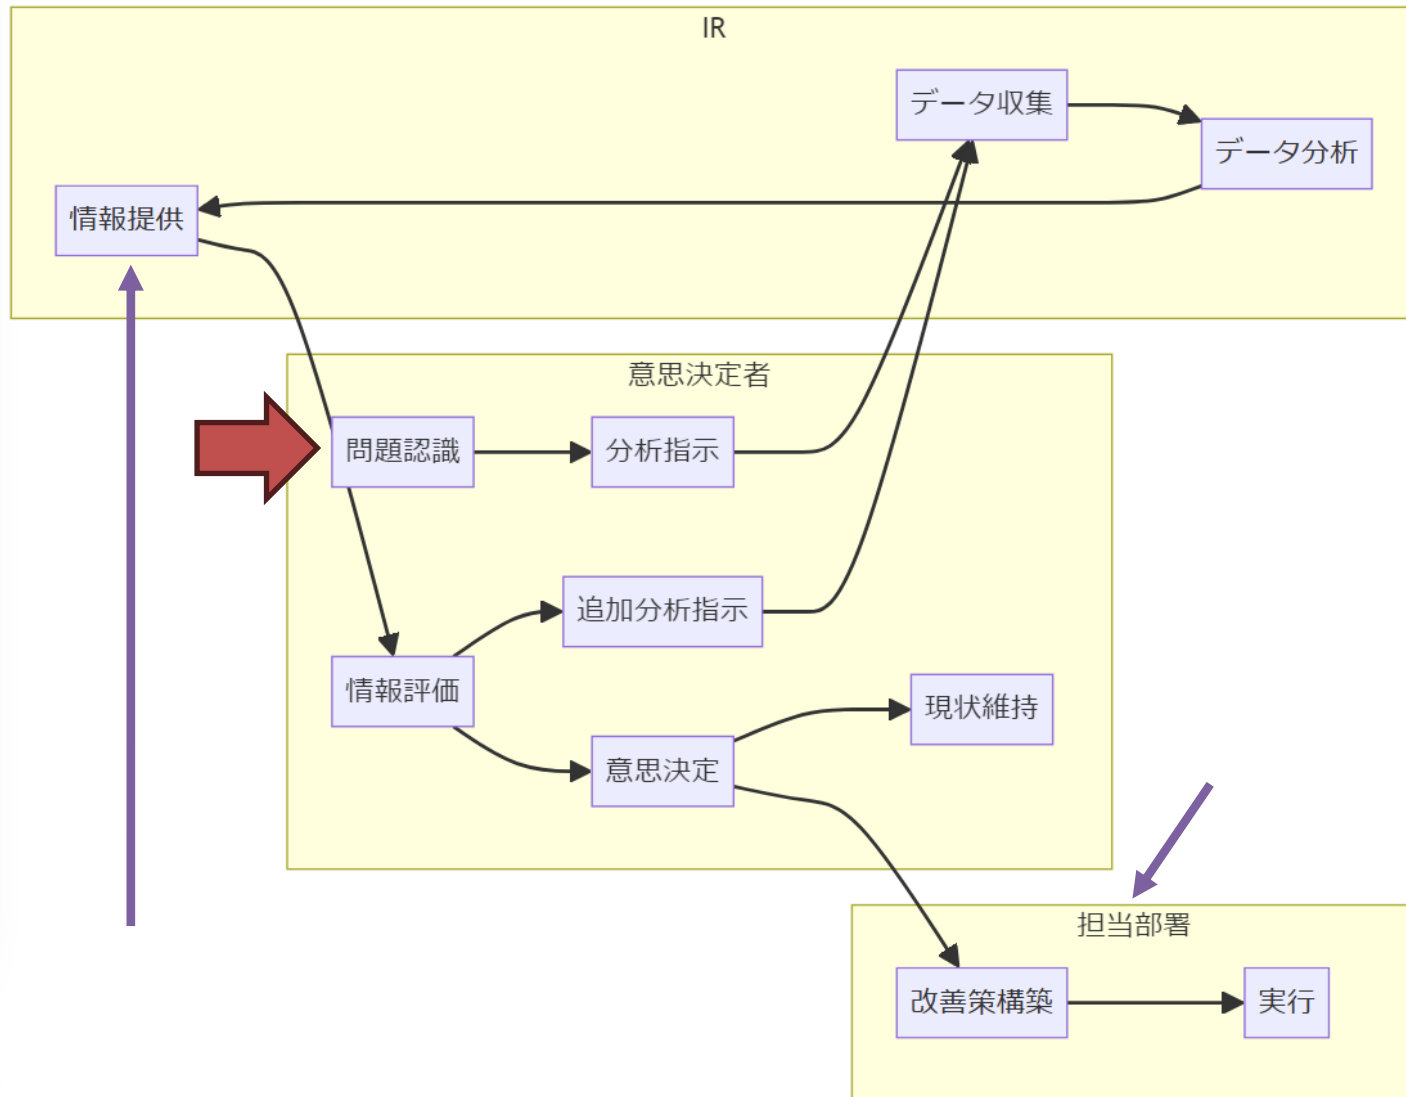 IR
データ収集
データ分析
情報提供
意思決定者
問題認識
分析指示
追加分析指示
情報評価
現状維持
意思決定
担当部署
改善策構築
実行